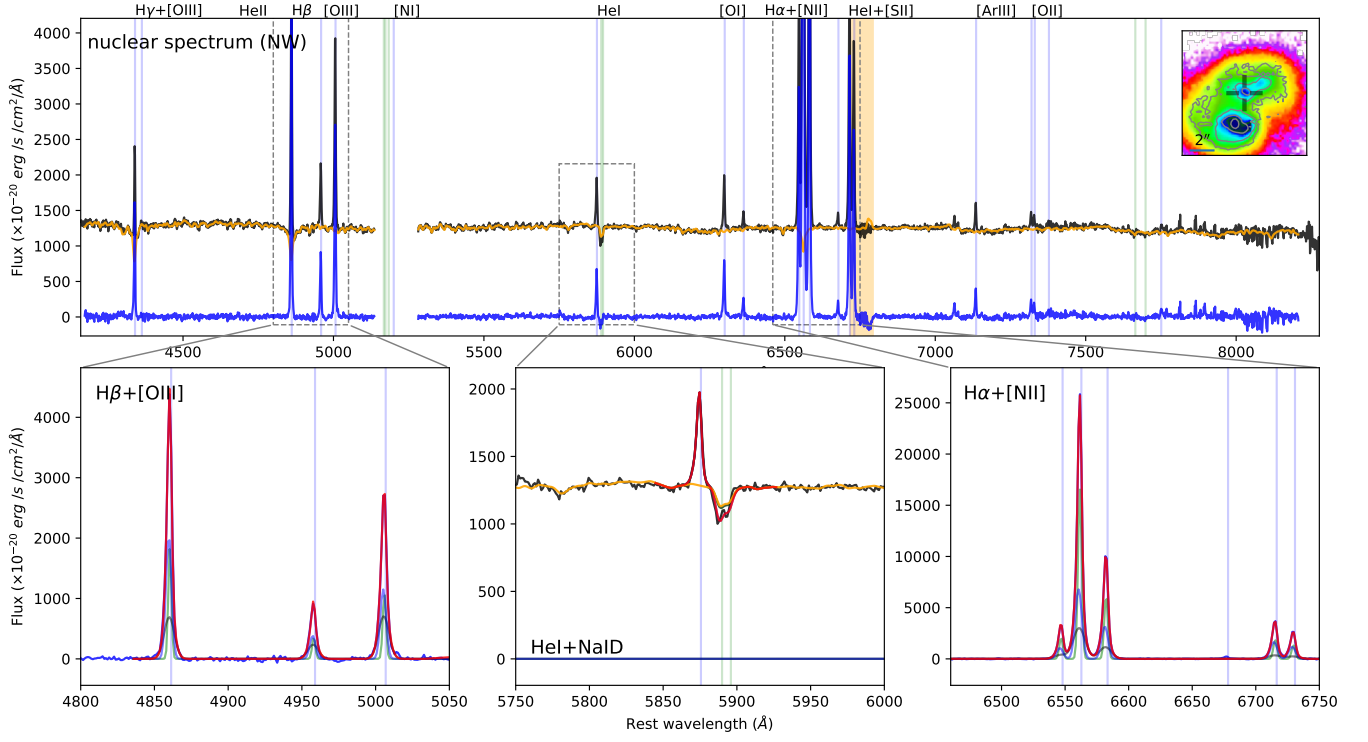 Hγ+[OIII] HeII Hβ [OIII] [NI] HeI [OI] Hα+[NII] HeI+[SII] [ArIII] [OII]
nuclear spectrum (NW)
Flux (×10⁻²⁰ erg /s /cm²/Å)
4000
3500
3000
2500
2000
1500
1000
500
0
2”
4500 5000 5500 6000 6500 7000 7500 8000
Hβ+[OIII]
Flux (×10⁻²⁰ erg /s /cm²/Å)
4000
3000
2000
1000
0
4800 4850 4900 4950 5000 5050
HeI+NaID
2000
1500
1000
500
0
5750 5800 5850 5900 5950 6000
Rest wavelength (Å)
Hα+[NII]
25000
20000
15000
10000
5000
0
6500 6550 6600 6650 6700 6750